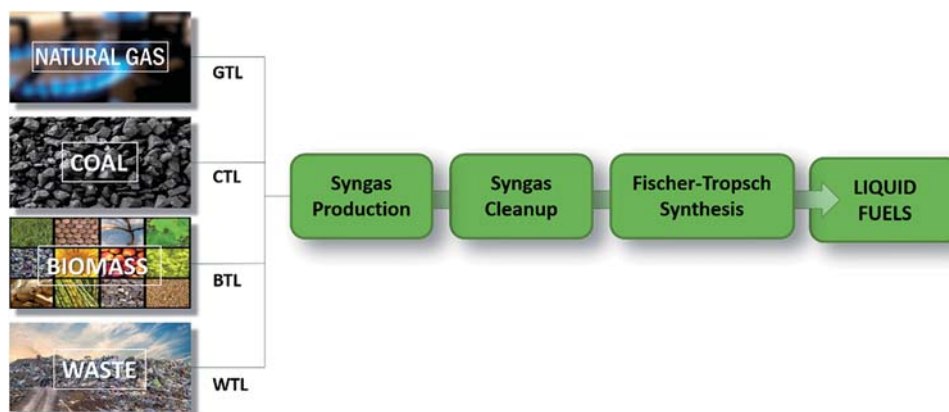 NATURAL GAS
GTL
COAL
CTL
BIOMASS
BTL
WASTE
WTL
Syngas
Production
Syngas
Cleanup
Fischer-Tropsch
Synthesis
LIQUID
FUELS